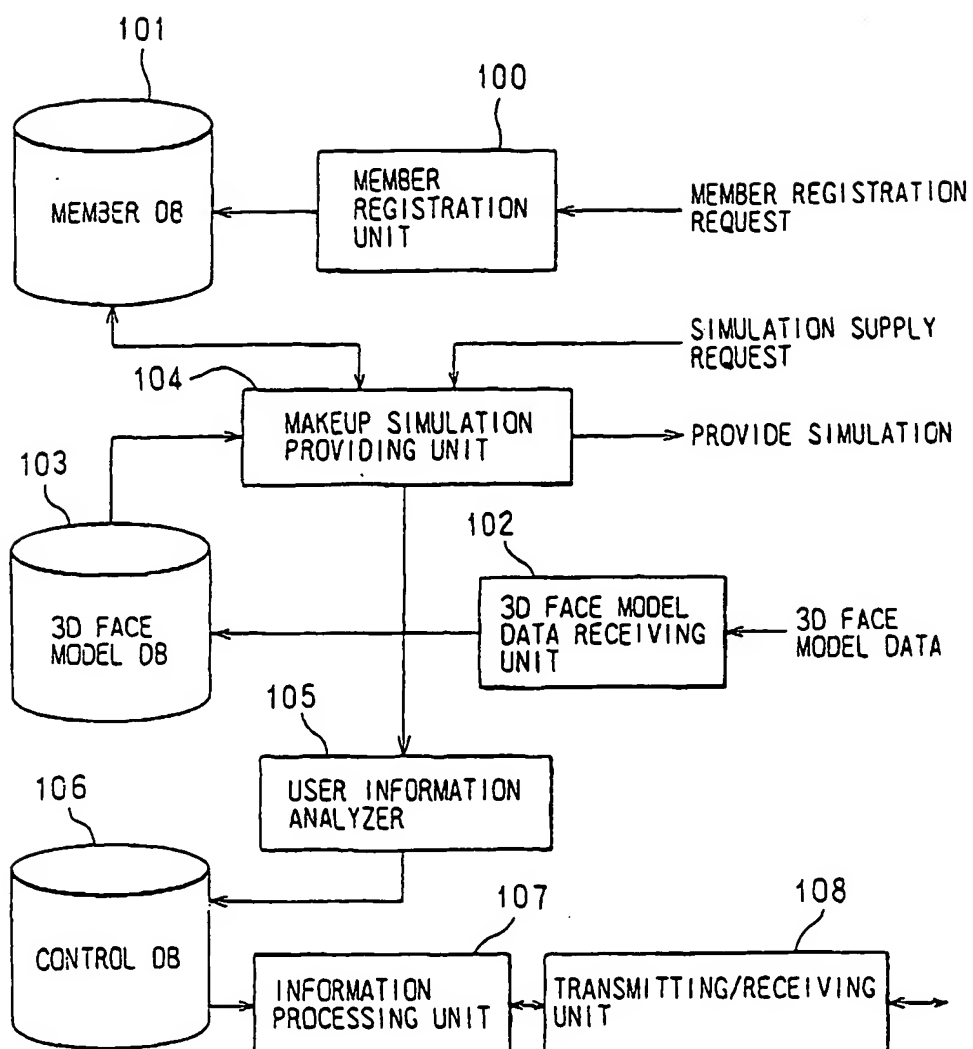 101
100
MEMBER DB
MEMBER
REGISTRATION
UNIT
MEMBER REGISTRATION
REQUEST
SIMULATION SUPPLY
REQUEST
104
MAKEUP SIMULATION
PROVIDING UNIT
PROVIDE SIMULATION
103
102
3D FACE
MODEL DB
3D FACE MODEL
DATA RECEIVING
UNIT
3D FACE
MODEL DATA
105
USER INFORMATION
ANALYZER
106
107
108
CONTROL DB
INFORMATION
PROCESSING UNIT
TRANSMITTING/RECEIVING
UNIT